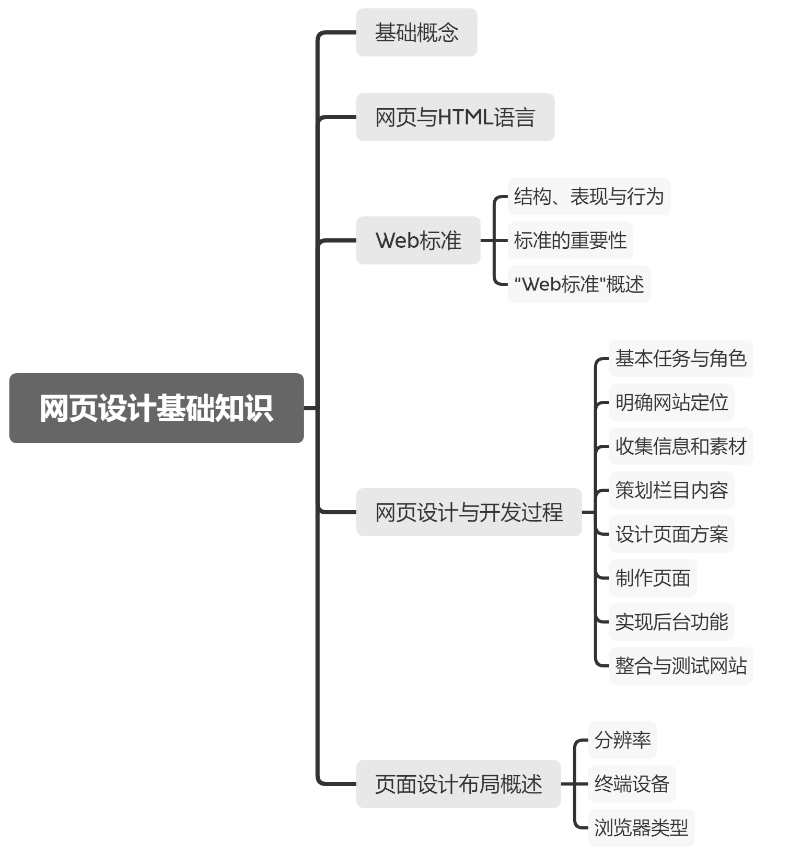 网页设计基础知识
基础概念
网页与HTML语言
Web标准
结构、表现与行为
标准的重要性
“Web标准”概述
网页设计与开发过程
基本任务与角色
明确网站定位
收集信息和素材
策划栏目内容
设计页面方案
制作页面
实现后台功能
整合与测试网站
页面设计布局概述
分辨率
终端设备
浏览器类型